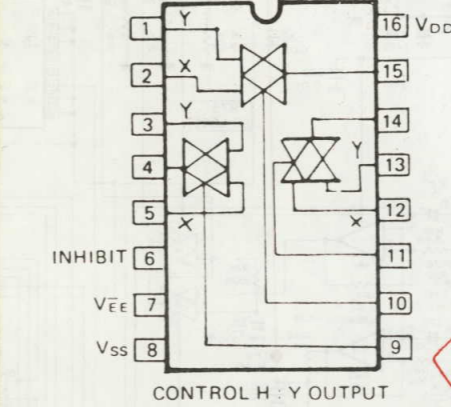 1 Y 16 VDD
2 X 15
3 Y 14
4 Y 13
5 X X 12
INHIBIT 6 11
VEE 7 10
VSS 8 9
CONTROL H : Y OUTPUT